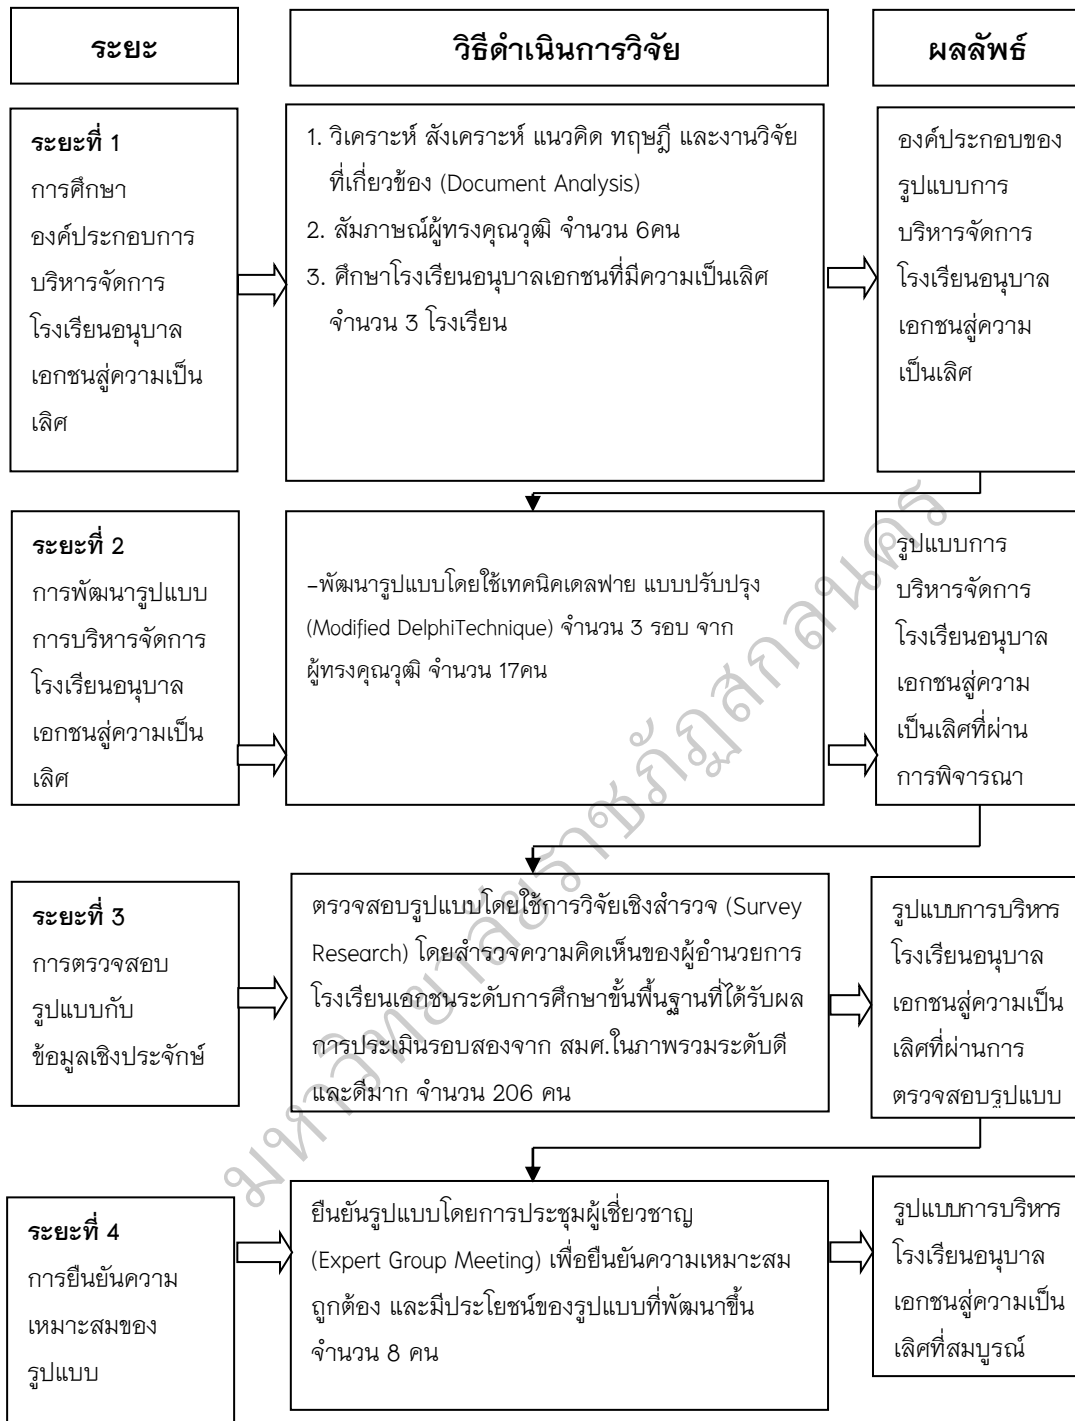 ระยะ
วิธีดำเนินการวิจัย
ผลลัพธ์
ระยะที่ 1
การศึกษา
องค์ประกอบการ
บริหารจัดการ
โรงเรียนอนุบาล
เอกชนสู่ความเป็น
เลิศ
1. วิเคราะห์ สังเคราะห์ แนวคิด ทฤษฎี และงานวิจัย
ที่เกี่ยวข้อง (Document Analysis)
2. สัมภาษณ์ผู้ทรงคุณวุฒิ จำนวน 6คน
3. ศึกษาโรงเรียนอนุบาลเอกชนที่มีความเป็นเลิศ
จำนวน 3 โรงเรียน
องค์ประกอบของ
รูปแบบการ
บริหารจัดการ
โรงเรียนอนุบาล
เอกชนสู่ความ
เป็นเลิศ
ระยะที่ 2
การพัฒนารูปแบบ
การบริหารจัดการ
โรงเรียนอนุบาล
เอกชนสู่ความเป็น
เลิศ
-พัฒนารูปแบบโดยใช้เทคนิคเดลฟาย แบบปรับปรุง
(Modified DelphiTechnique) จำนวน 3 รอบ จาก
ผู้ทรงคุณวุฒิ จำนวน 17คน
รูปแบบการ
บริหารจัดการ
โรงเรียนอนุบาล
เอกชนสู่ความ
เป็นเลิศที่ผ่าน
การพิจารณา
ระยะที่ 3
การตรวจสอบ
รูปแบบกับ
ข้อมูลเชิงประจักษ์
ตรวจสอบรูปแบบโดยใช้การวิจัยเชิงสำรวจ (Survey
Research) โดยสำรวจความคิดเห็นของผู้อำนวยการ
โรงเรียนเอกชนระดับการศึกษาขั้นพื้นฐานที่ได้รับผล
การประเมินรอบสองจาก สมศ.ในภาพรวมระดับดี
และดีมาก จำนวน 206 คน
รูปแบบการบริหาร
โรงเรียนอนุบาล
เอกชนสู่ความเป็น
เลิศที่ผ่านการ
ตรวจสอบรูปแบบ
ระยะที่ 4
การยืนยันความ
เหมาะสมของ
รูปแบบ
ยืนยันรูปแบบโดยการประชุมผู้เชี่ยวชาญ
(Expert Group Meeting) เพื่อยืนยันความเหมาะสม
ถูกต้อง และมีประโยชน์ของรูปแบบที่พัฒนาขึ้น
จำนวน 8 คน
รูปแบบการบริหาร
โรงเรียนอนุบาล
เอกชนสู่ความเป็น
เลิศที่สมบูรณ์
มหาวิทยาลัยราชภัฏสกลนคร